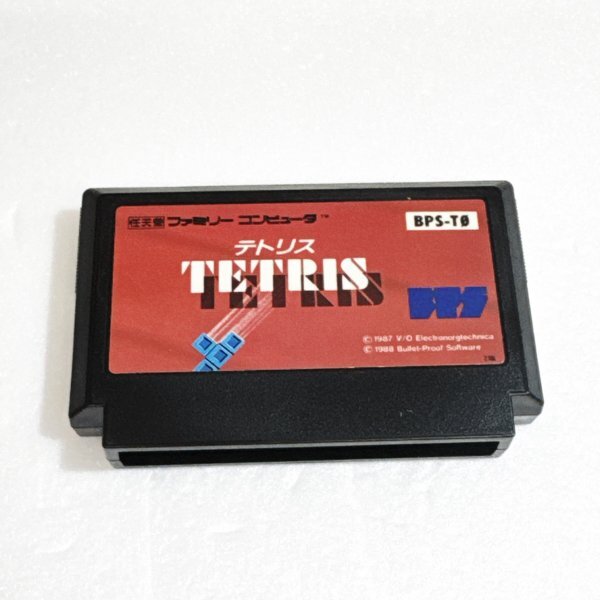 任天堂 ファミリー コンピュータ™
BPS-TØ
テトリス
TETRIS
BPS
©1987 V/O Electronorgtechnica
©1988 Bullet-Proof Software